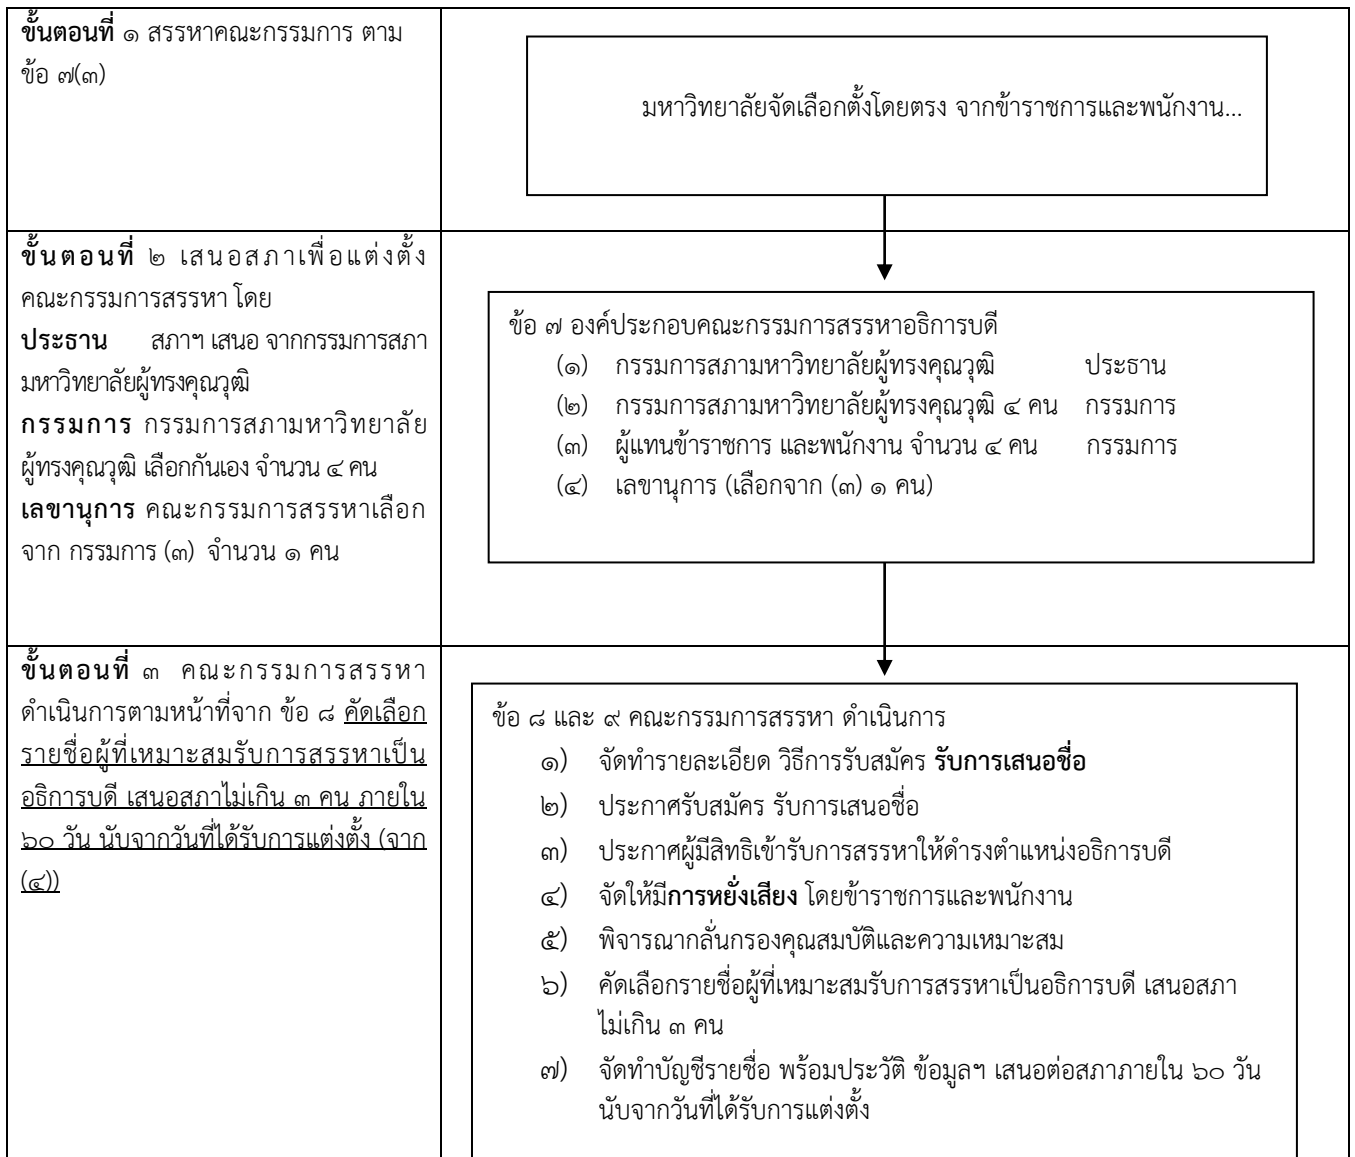 ขั้นตอนที่ ๑ สรรหาคณะกรรมการ ตาม
ข้อ ๗(๓)
มหาวิทยาลัยจัดเลือกตั้งโดยตรง จากข้าราชการและพนักงาน...
ขั้นตอนที่ ๒ เสนอสภาเพื่อแต่งตั้ง
คณะกรรมการสรรหา โดย
ประธาน สภาฯ เสนอ จากกรรมการสภา
มหาวิทยาลัยผู้ทรงคุณวุฒิ
กรรมการ กรรมการสภามหาวิทยาลัย
ผู้ทรงคุณวุฒิ เลือกกันเอง จำนวน ๔ คน
เลขานุการ คณะกรรมการสรรหาเลือก
จาก กรรมการ (๓) จำนวน ๑ คน
ข้อ ๗ องค์ประกอบคณะกรรมการสรรหาอธิการบดี
(๑) กรรมการสภามหาวิทยาลัยผู้ทรงคุณวุฒิ ประธาน
(๒) กรรมการสภามหาวิทยาลัยผู้ทรงคุณวุฒิ ๔ คน กรรมการ
(๓) ผู้แทนข้าราชการ และพนักงาน จำนวน ๔ คน กรรมการ
(๔) เลขานุการ (เลือกจาก (๓) ๑ คน)
ขั้นตอนที่ ๓ คณะกรรมการสรรหา
ดำเนินการตามหน้าที่จาก ข้อ ๘ คัดเลือก
รายชื่อผู้ที่เหมาะสมรับการสรรหาเป็น
อธิการบดี เสนอสภาไม่เกิน ๓ คน ภายใน
๖๐ วัน นับจากวันที่ได้รับการแต่งตั้ง (จาก
(๔))
ข้อ ๘ และ ๙ คณะกรรมการสรรหา ดำเนินการ
๑) จัดทำรายละเอียด วิธีการรับสมัคร รับการเสนอชื่อ
๒) ประกาศรับสมัคร รับการเสนอชื่อ
๓) ประกาศผู้มีสิทธิเข้ารับการสรรหาให้ดำรงตำแหน่งอธิการบดี
๔) จัดให้มีการหยั่งเสียง โดยข้าราชการและพนักงาน
๕) พิจารณากลั่นกรองคุณสมบัติและความเหมาะสม
๖) คัดเลือกรายชื่อผู้ที่เหมาะสมรับการสรรหาเป็นอธิการบดี เสนอสภา
ไม่เกิน ๓ คน
๗) จัดทำบัญชีรายชื่อ พร้อมประวัติ ข้อมูลฯ เสนอต่อสภาภายใน ๖๐ วัน
นับจากวันที่ได้รับการแต่งตั้ง